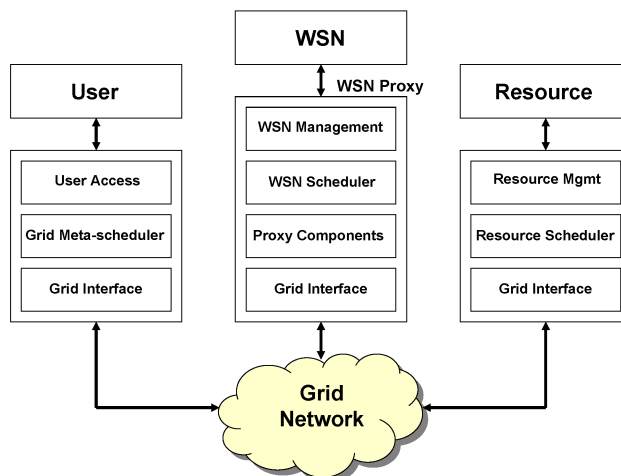 WSN
User
WSN Proxy
Resource
WSN Management
User Access
WSN Scheduler
Resource Mgmt
Grid Meta-scheduler
Proxy Components
Resource Scheduler
Grid Interface
Grid Interface
Grid Interface
Grid
Network